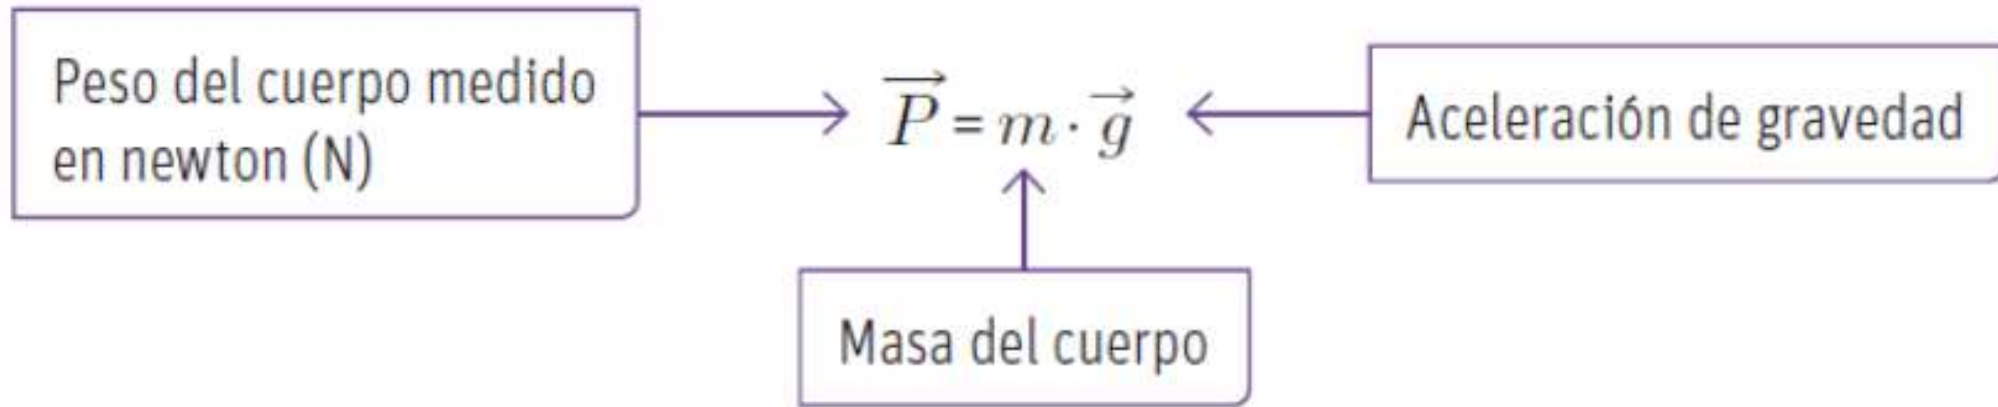 Peso del cuerpo medido
en newton (N)
P = m · g
Aceleración de gravedad
Masa del cuerpo